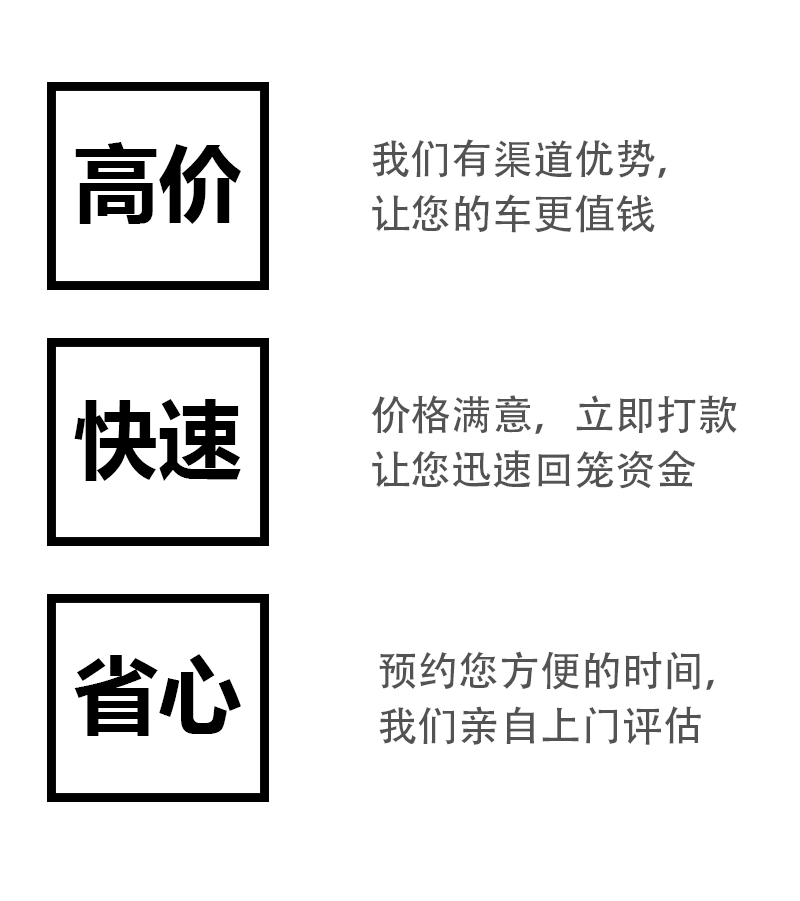 高价
我们有渠道优势,
让您的车更值钱
快速
价格满意, 立即打款
让您迅速回笼资金
省心
预约您方便的时间,
我们亲自上门评估